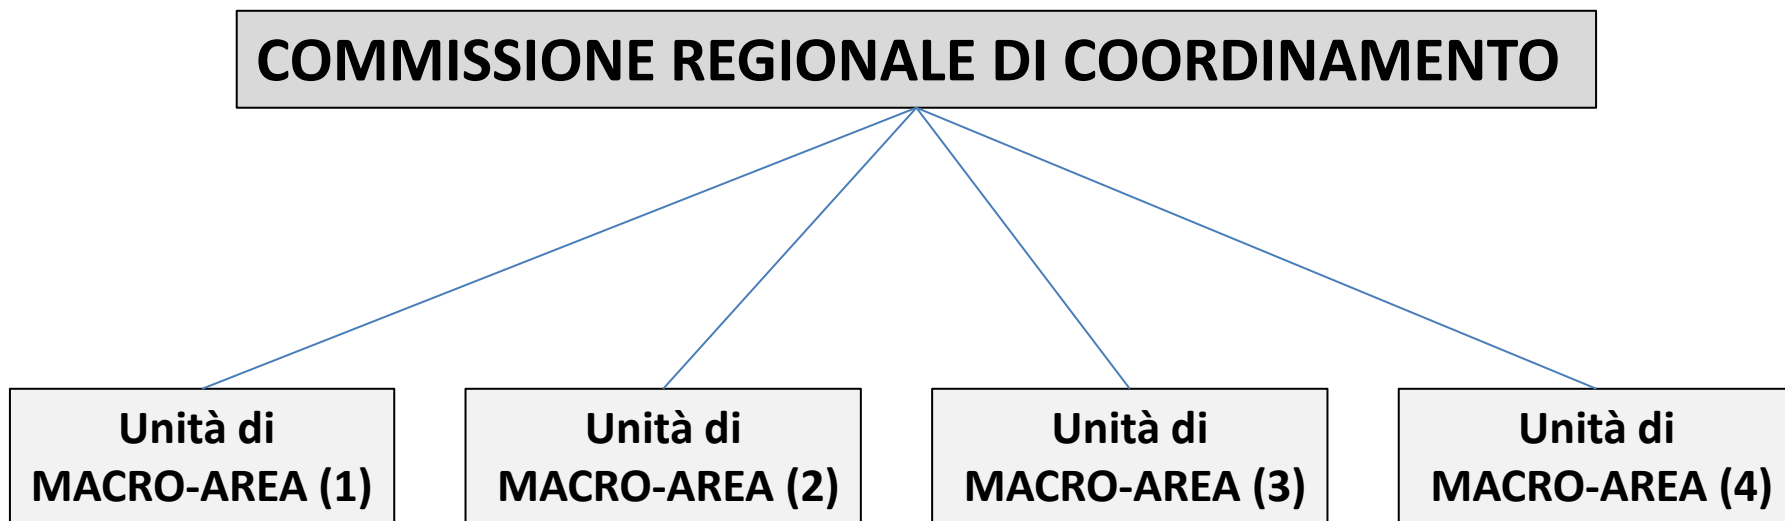 COMMISSIONE REGIONALE DI COORDINAMENTO
Unità di
MACRO-AREA (1)
Unità di
MACRO-AREA (2)
Unità di
MACRO-AREA (3)
Unità di
MACRO-AREA (4)